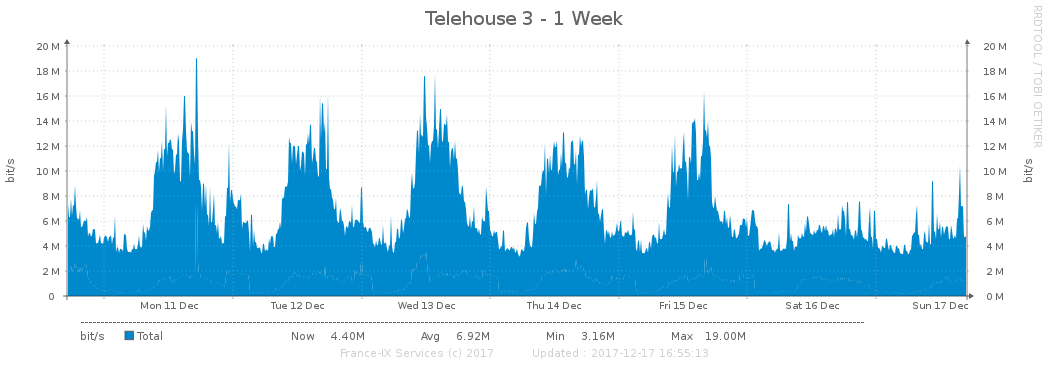 Telehouse 3 - 1 Week
RRDTOOL / TOBI OETIKER
bit/s
20 M
18 M
16 M
14 M
12 M
10 M
8 M
6 M
4 M
2 M
0
20 M
18 M
16 M
14 M
12 M
10 M
8 M
6 M
4 M
2 M
0 M
bit/s
Mon 11 Dec Tue 12 Dec Wed 13 Dec Thu 14 Dec Fri 15 Dec Sat 16 Dec Sun 17 Dec
bit/s Total Now 4.40M Avg 6.92M Min 3.16M Max 19.00M
France-IX Services (c) 2017 Updated : 2017-12-17 16:55:13